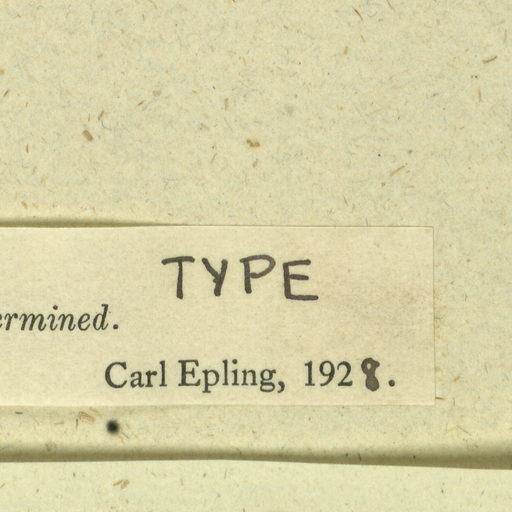 TYPE
ermined.
Carl Epling, 1928.